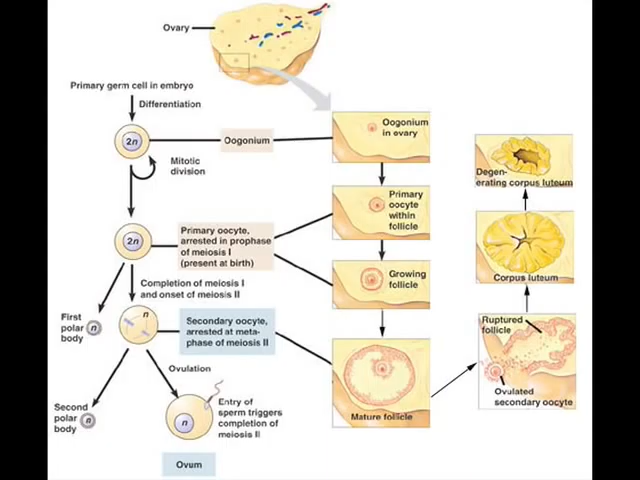 Ovary
Primary germ cell in embryo
Differentiation
2n
Oogonium
Oogonium
in ovary
Mitotic
division
Primary
oocyte
within
follicle
2n
Primary oocyte,
arrested in prophase
of meiosis I
(present at birth)
Growing
follicle
Completion of meiosis I
and onset of meiosis II
First
polar
body
n
n
Secondary oocyte,
arrested at meta-
phase of meiosis II
Ovulation
Mature follicle
Second
polar
body
n
n
Entry of
sperm triggers
completion of
meiosis II
Ovum
Degen-
erating corpus luteum
Corpus luteum
Ruptured
follicle
Ovulated
secondary oocyte